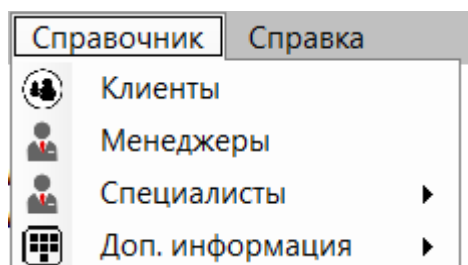 Справочник Справка
Клиенты
Менеджеры
Специалисты
Доп. информация